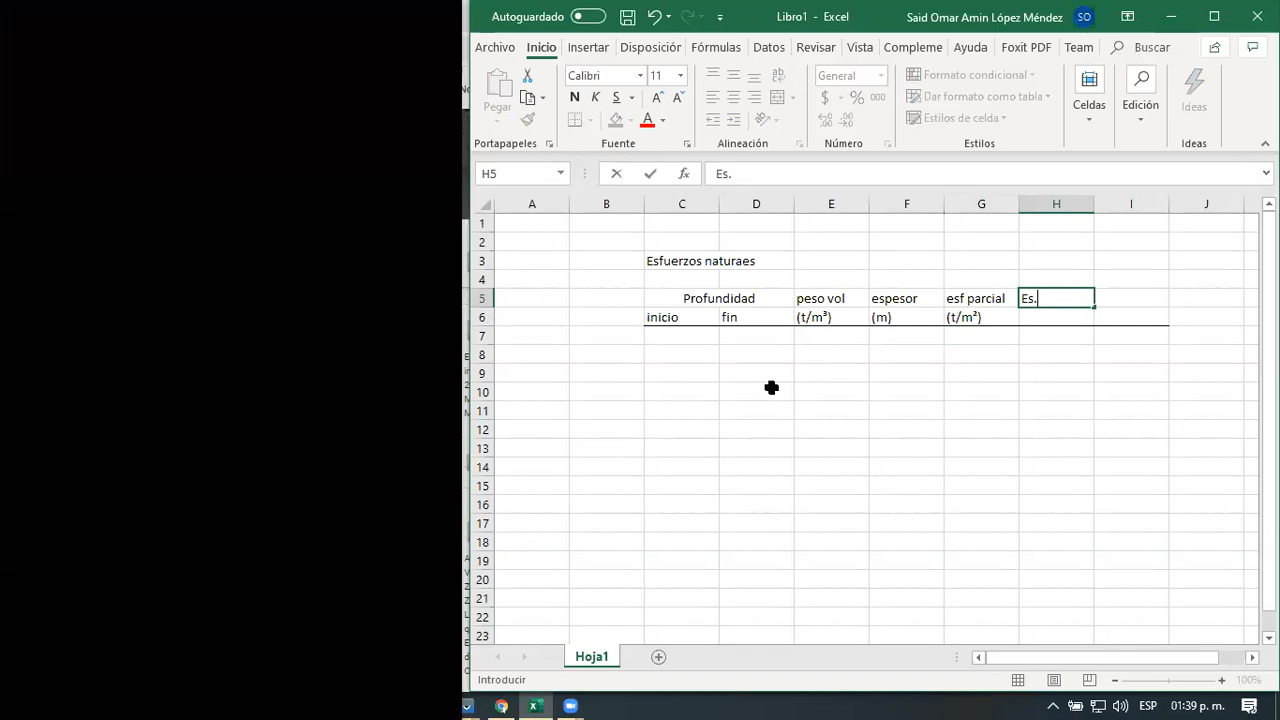 Autoguardado
Libro1 - Excel
Said Omar Amin López Méndez
SO
Archivo Inicio Insertar Disposición Fórmulas Datos Revisar Vista Compleme Ayuda Foxit PDF Team Buscar
Pegar
Calibri 11
N K S A A
A
ab
General
$ % 000
Formato condicional
Dar formato como tabla
Estilos de celda
Celdas
Edición
Ideas
Portapapeles Fuente Alineación Número Estilos Ideas
H5 fx Es.
A B C D E F G H I J
1
2
3 Esfuerzos naturaes
4
5 Profundidad peso vol espesor esf parcial Es.
6 inicio fin (t/m³) (m) (t/m²)
7
8
9
10
11
12
13
14
15
16
17
18
19
20
21
22
23
Hoja1
Introducir
100%
ESP 01:39 p. m.